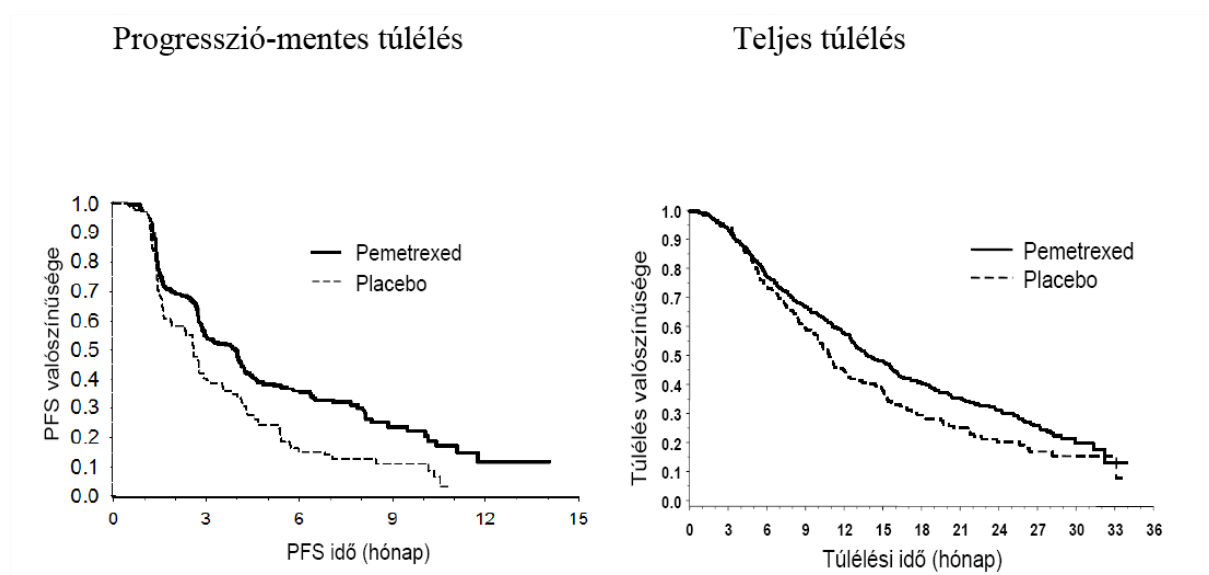 Progresszió-mentes túlélés
Teljes túlélés
PFS valószínűsége
1.0
0.9
0.8
0.7
0.6
0.5
0.4
0.3
0.2
0.1
0.0
Pemetrexed
Placebo
0 3 6 9 12 15
PFS idő (hónap)
Túlélés valószínűsége
1.0
0.9
0.8
0.7
0.6
0.5
0.4
0.3
0.2
0.1
0.0
Pemetrexed
Placebo
0 3 6 9 12 15 18 21 24 27 30 33 36
Túlélési idő (hónap)